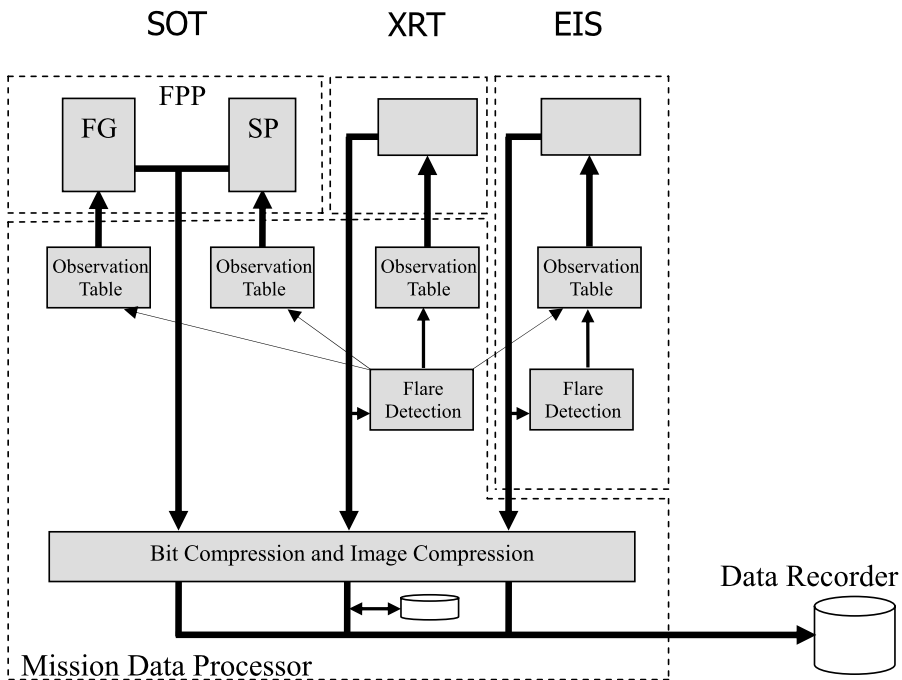 SOT
XRT
EIS
FPP
FG
SP
Observation
Table
Observation
Table
Observation
Table
Observation
Table
Flare
Detection
Flare
Detection
Bit Compression and Image Compression
Data Recorder
Mission Data Processor